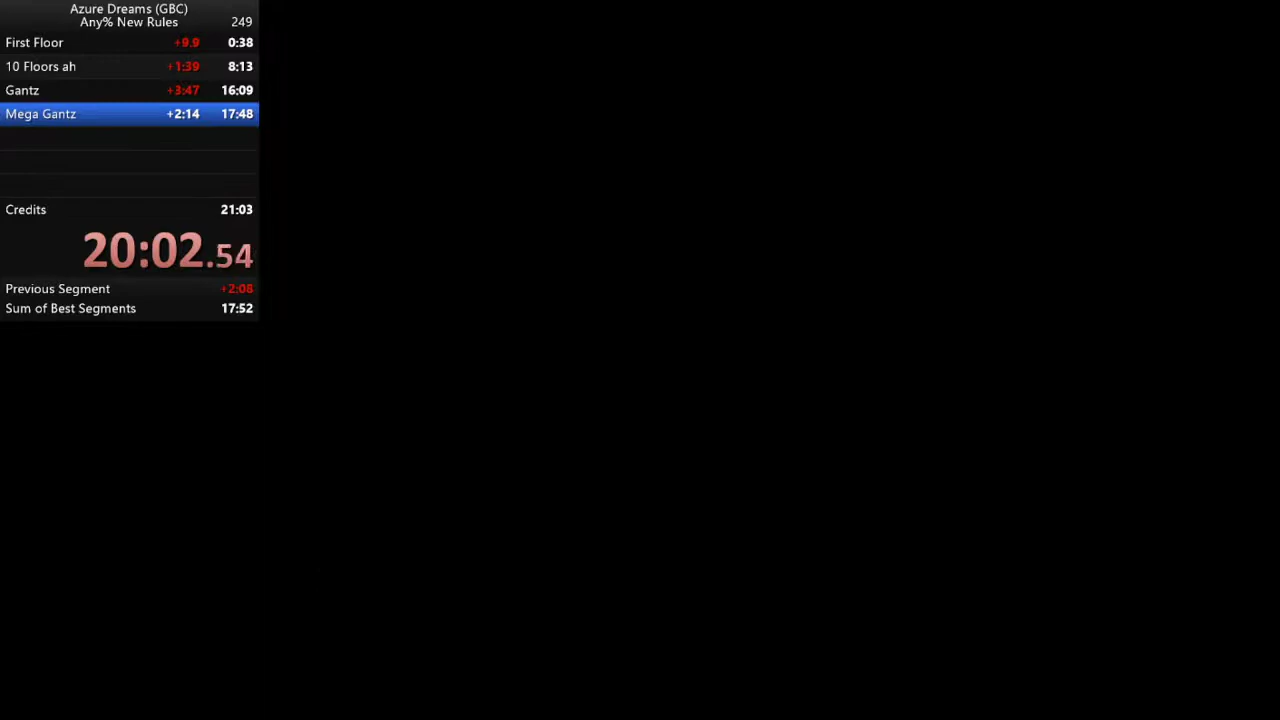 Azure Dreams (GBC)
Any% New Rules 249
First Floor +9.9 0:38
10 Floors ah +1:39 8:13
Gantz +3:47 16:09
Mega Gantz +2:14 17:48
Credits 21:03
20:02.54
Previous Segment +2:08
Sum of Best Segments 17:52